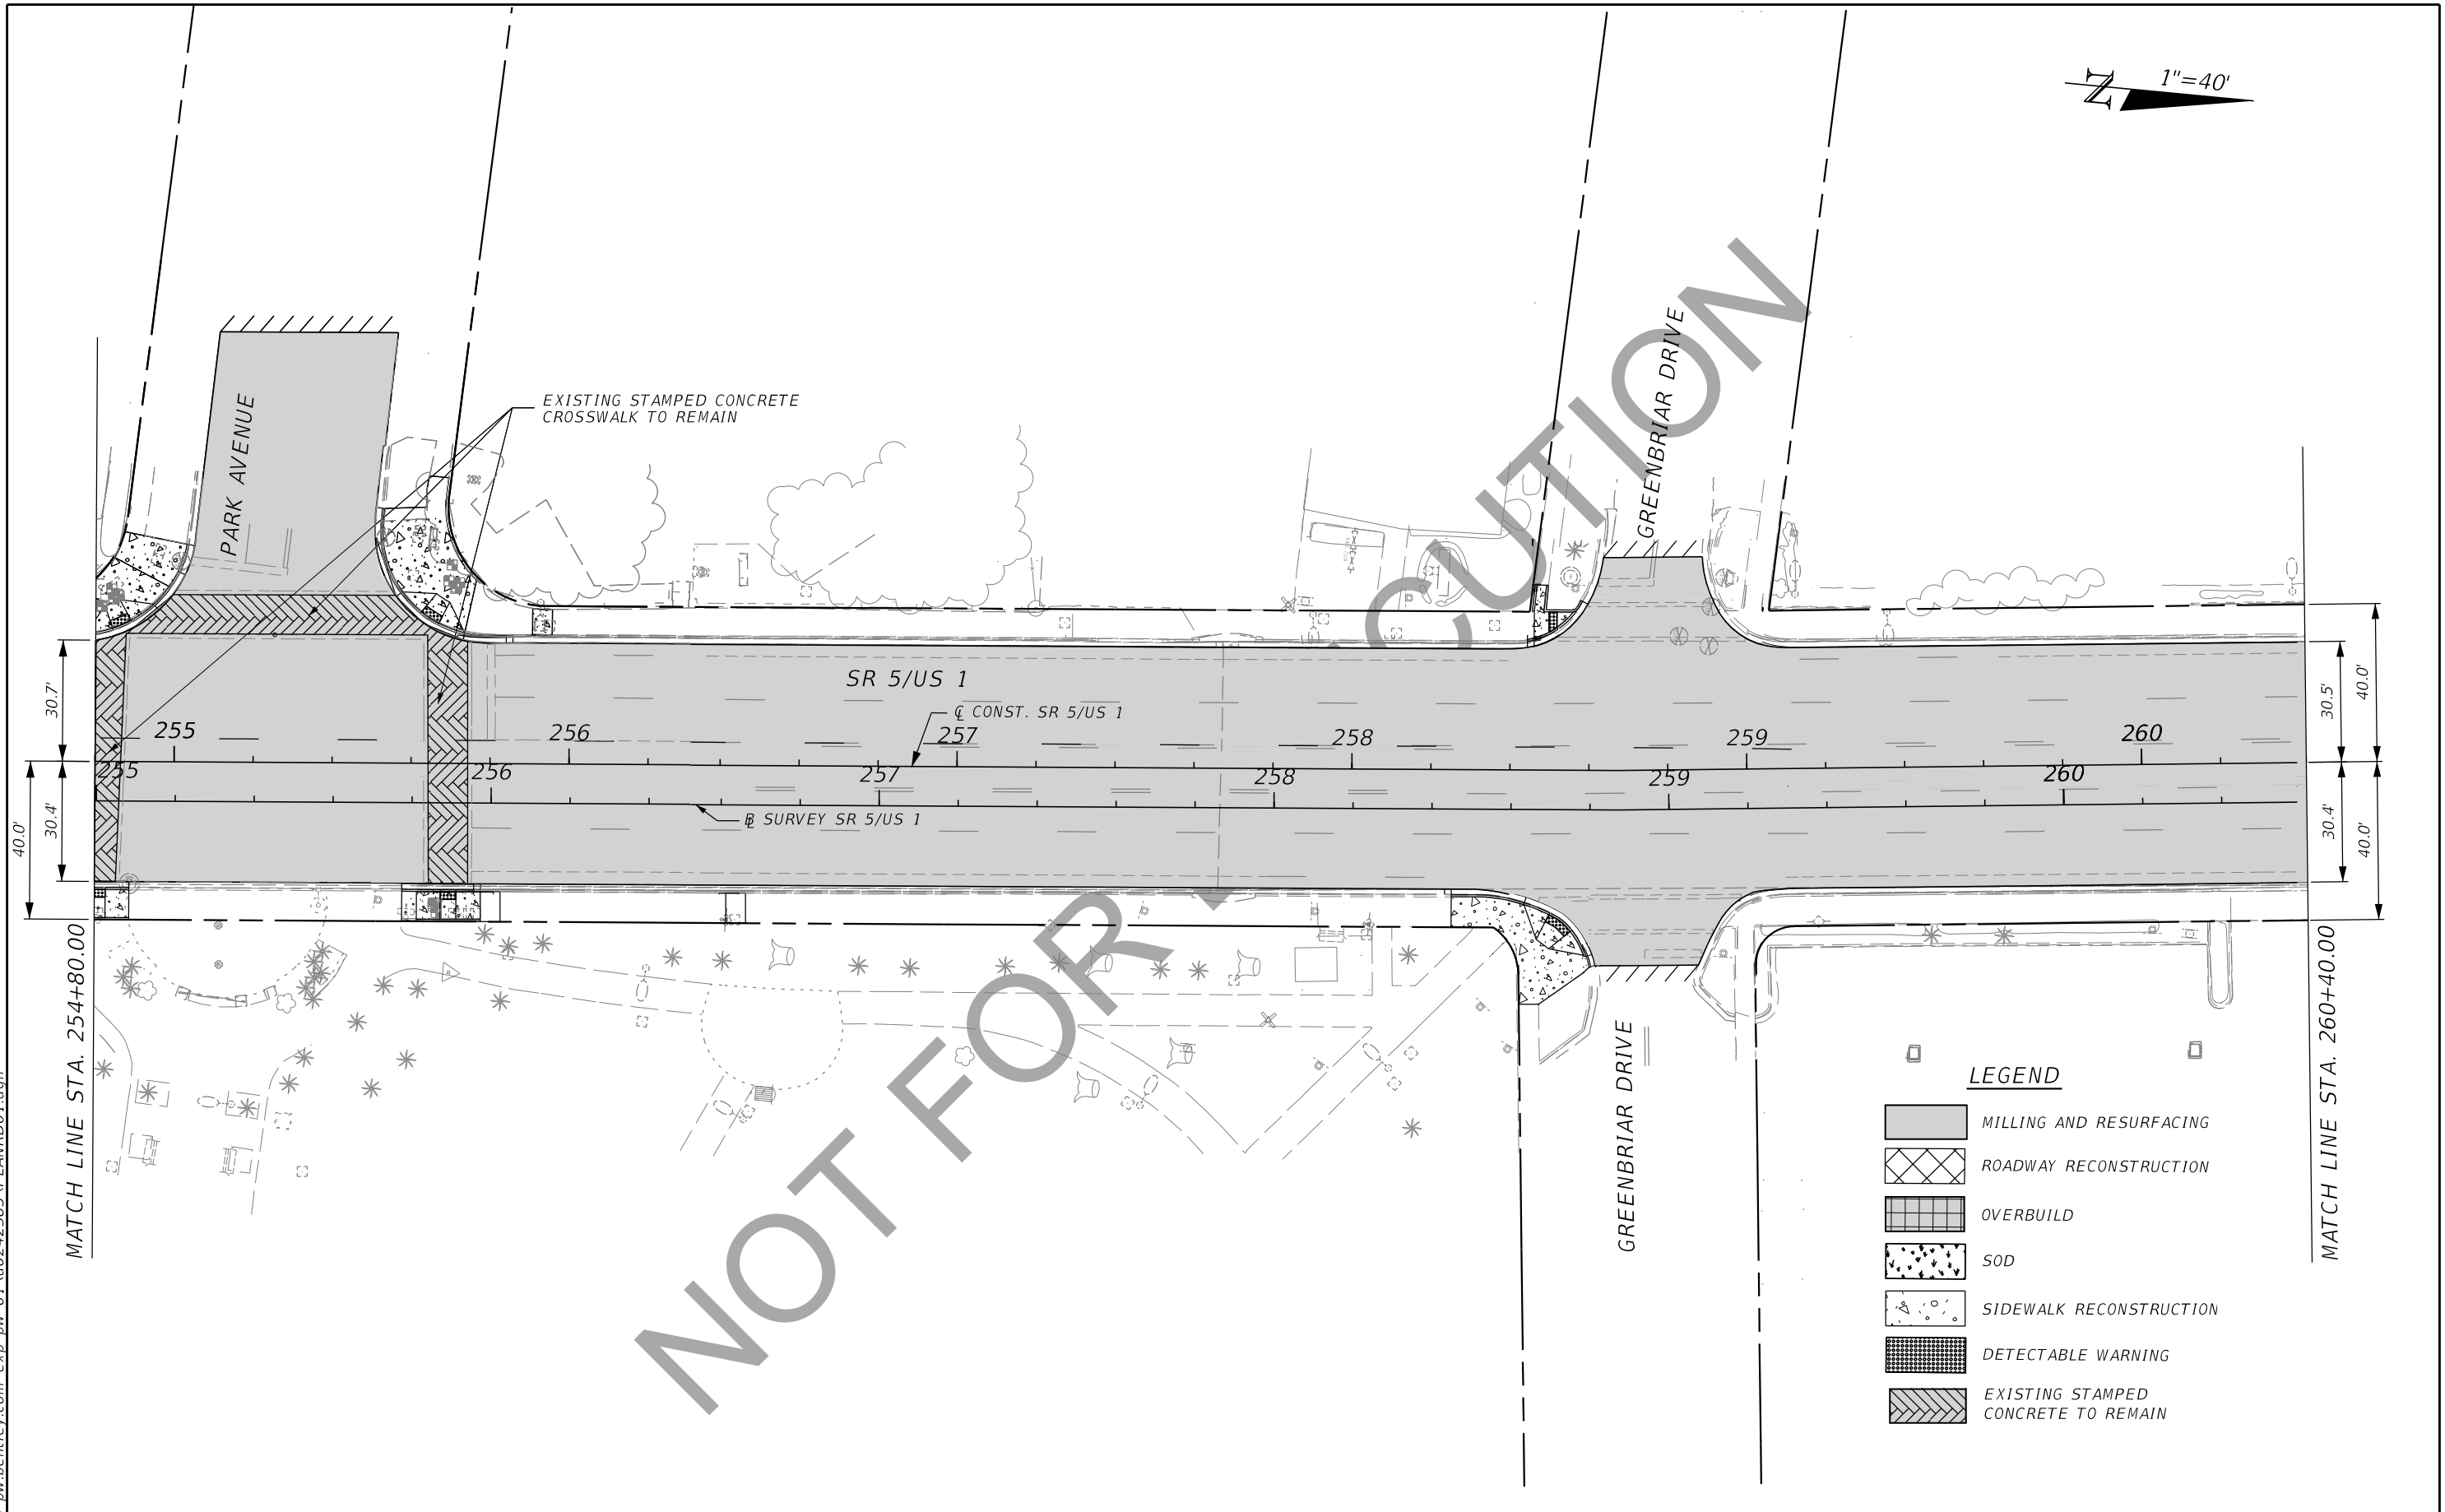 1"=40'
N
PARK AVENUE
EXISTING STAMPED CONCRETE
CROSSWALK TO REMAIN
GREENBRIAR DRIVE
SR 5/US 1
℄ CONST. SR 5/US 1
255
256
257
258
259
260
255
256
257
258
259
260
BL SURVEY SR 5/US 1
30.7'
30.4'
40.0'
30.5'
40.0'
30.4'
40.0'
MATCH LINE STA. 254+80.00
MATCH LINE STA. 260+40.00
GREENBRIAR DRIVE
LEGEND
MILLING AND RESURFACING
ROADWAY RECONSTRUCTION
OVERBUILD
SOD
SIDEWALK RECONSTRUCTION
DETECTABLE WARNING
EXISTING STAMPED
CONCRETE TO REMAIN
NOT FOR CUTION